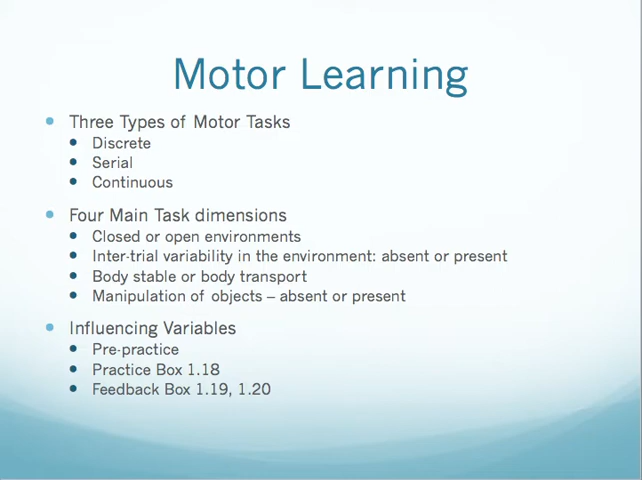 Motor Learning
Three Types of Motor Tasks
Discrete
Serial
Continuous
Four Main Task dimensions
Closed or open environments
Inter-trial variability in the environment: absent or present
Body stable or body transport
Manipulation of objects – absent or present
Influencing Variables
Pre-practice
Practice Box 1.18
Feedback Box 1.19, 1.20